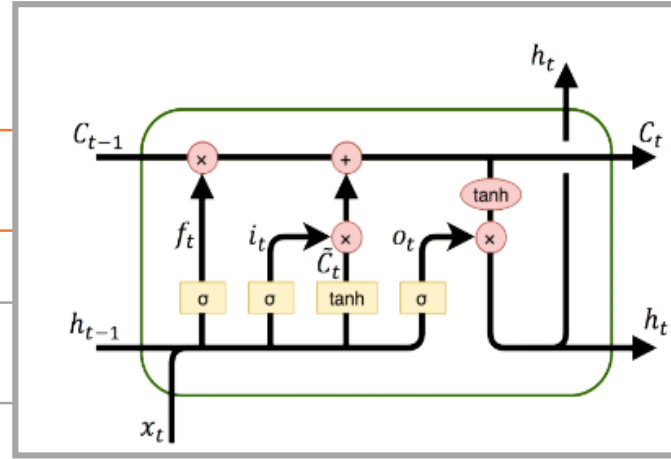 h_t
C_{t-1} × + C_t
tanh
f_t i_t × o_t ×
C̃_t
σ σ tanh σ
h_{t-1} h_t
x_t